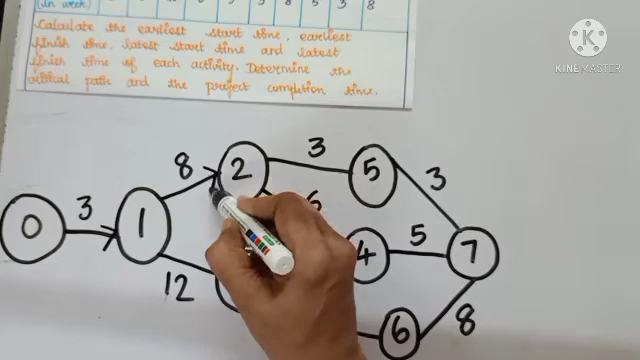 (in week) 5 3 8
Calculate the earliest start time, earliest
finish time, latest start time and latest
finish time of each activity. Determine the
critical path and the project completion time.
KINEMASTER
3
8 2 3 5 3
0 3 1 6
4 5 7
12 6 8